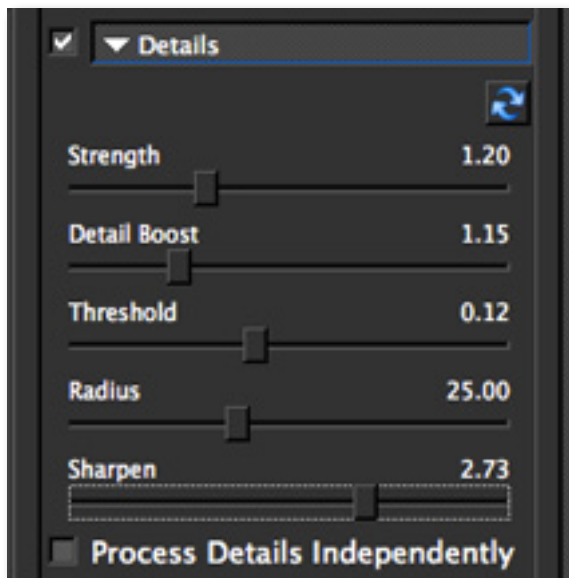 Details
Strength 1.20
Detail Boost 1.15
Threshold 0.12
Radius 25.00
Sharpen 2.73
Process Details Independently